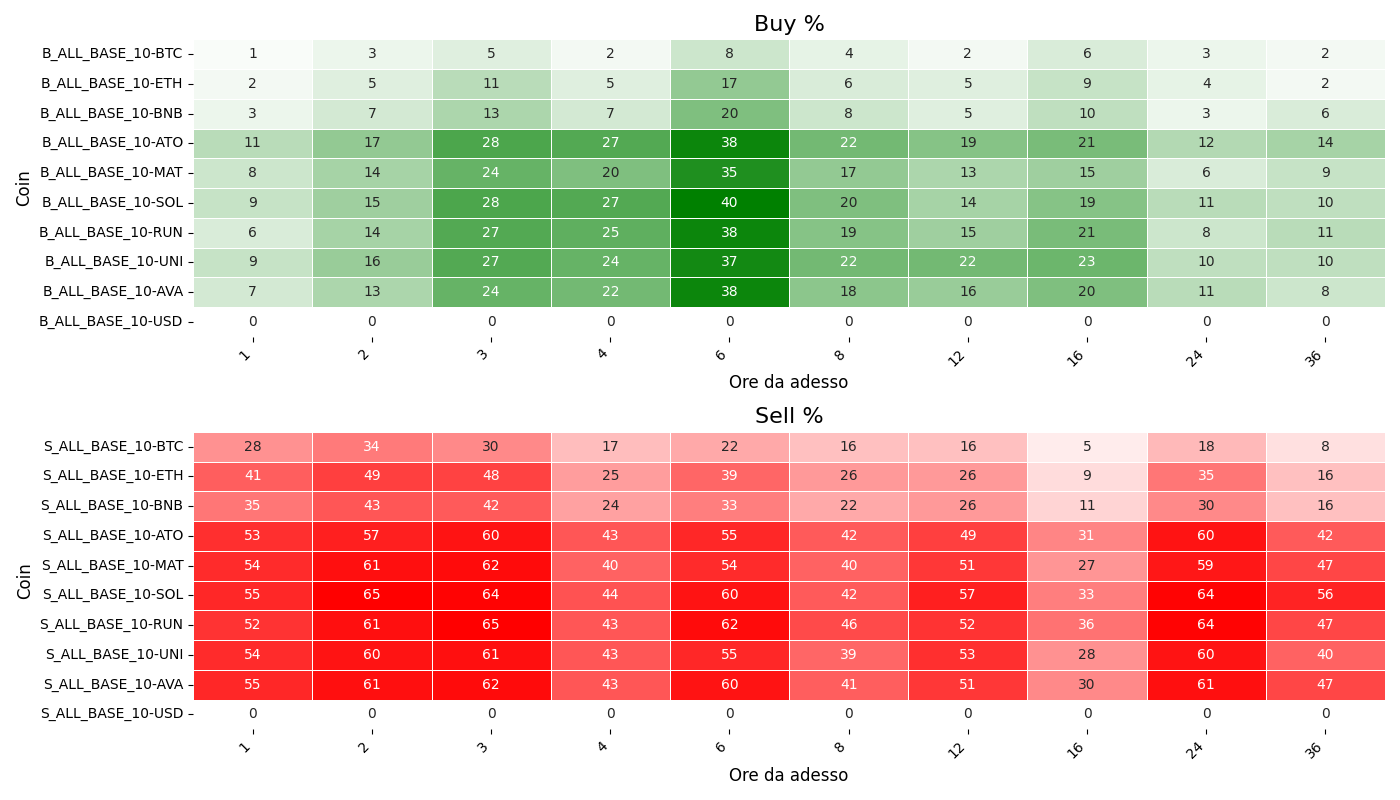 Buy %
Coin
B_ALL_BASE_10-BTC 1 3 5 2 8 4 2 6 3 2
B_ALL_BASE_10-ETH 2 5 11 5 17 6 5 9 4 2
B_ALL_BASE_10-BNB 3 7 13 7 20 8 5 10 3 6
B_ALL_BASE_10-ATO 11 17 28 27 38 22 19 21 12 14
B_ALL_BASE_10-MAT 8 14 24 20 35 17 13 15 6 9
B_ALL_BASE_10-SOL 9 15 28 27 40 20 14 19 11 10
B_ALL_BASE_10-RUN 6 14 27 25 38 19 15 21 8 11
B_ALL_BASE_10-UNI 9 16 27 24 37 22 22 23 10 10
B_ALL_BASE_10-AVA 7 13 24 22 38 18 16 20 11 8
B_ALL_BASE_10-USD 0 0 0 0 0 0 0 0 0 0
1 2 3 4 6 8 12 16 24 36
Ore da adesso
Sell %
Coin
S_ALL_BASE_10-BTC 28 34 30 17 22 16 16 5 18 8
S_ALL_BASE_10-ETH 41 49 48 25 39 26 26 9 35 16
S_ALL_BASE_10-BNB 35 43 42 24 33 22 26 11 30 16
S_ALL_BASE_10-ATO 53 57 60 43 55 42 49 31 60 42
S_ALL_BASE_10-MAT 54 61 62 40 54 40 51 27 59 47
S_ALL_BASE_10-SOL 55 65 64 44 60 42 57 33 64 56
S_ALL_BASE_10-RUN 52 61 65 43 62 46 52 36 64 47
S_ALL_BASE_10-UNI 54 60 61 43 55 39 53 28 60 40
S_ALL_BASE_10-AVA 55 61 62 43 60 41 51 30 61 47
S_ALL_BASE_10-USD 0 0 0 0 0 0 0 0 0 0
1 2 3 4 6 8 12 16 24 36
Ore da adesso